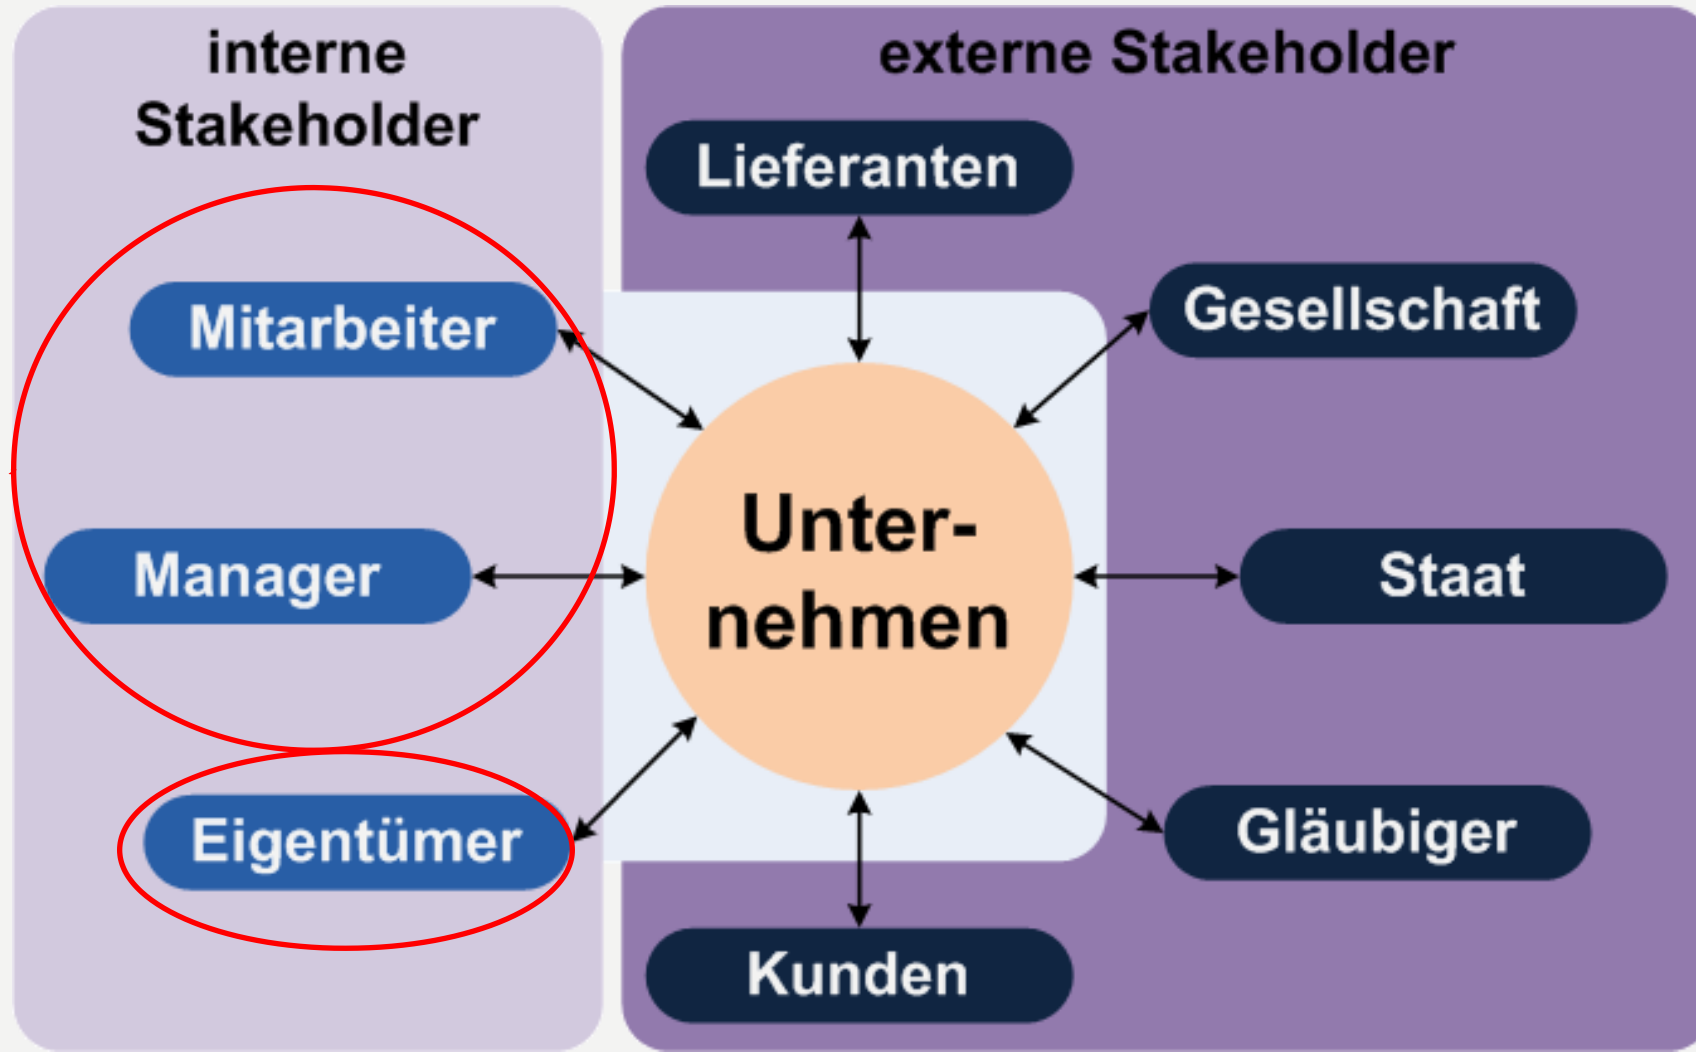 interne
Stakeholder
externe Stakeholder
Lieferanten
Gesellschaft
Mitarbeiter
Manager
Unter-
nehmen
Staat
Eigentümer
Gläubiger
Kunden